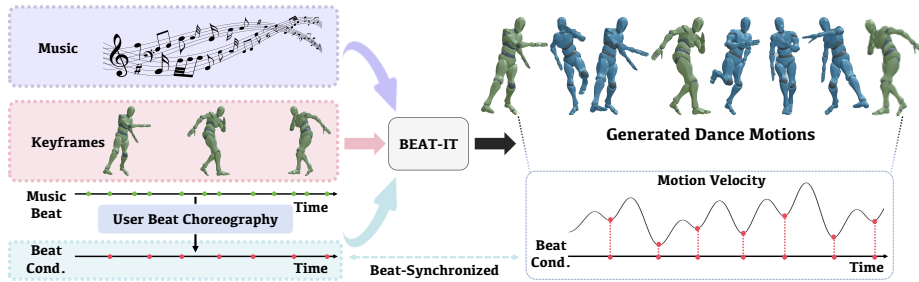 Music
Keyframes
Music
Beat
Time
User Beat Choreography
Beat
Cond.
Time
BEAT-IT
Beat-Synchronized
Generated Dance Motions
Motion Velocity
Beat
Cond.
Time